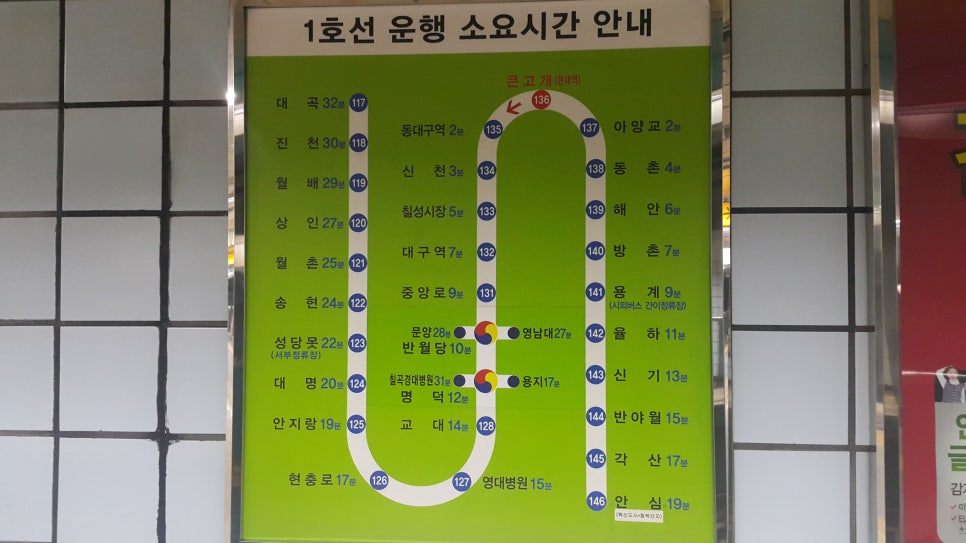 1호선 운행 소요시간 안내
큰고개 (현재역)
136
대곡 32분 117
진천 30분 118
월배 29분 119
상인 27분 120
월촌 25분 121
송현 24분 122
성당못 22분 123
(서부정류장)
대명 20분 124
안지랑 19분 125
현충로 17분 126
동대구역 2분 135
신천 3분 134
칠성시장 5분 133
대구역 7분 132
중앙로 9분 131
문양 28분 영남대 27분
반월당 10분
칠곡경대병원 31분 용지 17분
명덕 12분
교대 14분 128
127 영대병원 15분
137 아양교 2분
138 동촌 4분
139 해안 6분
140 방촌 7분
141 용계 9분
(시외버스 간이정류장)
142 율하 11분
143 신기 13분
144 반야월 15분
145 각산 17분
146 안심 19분